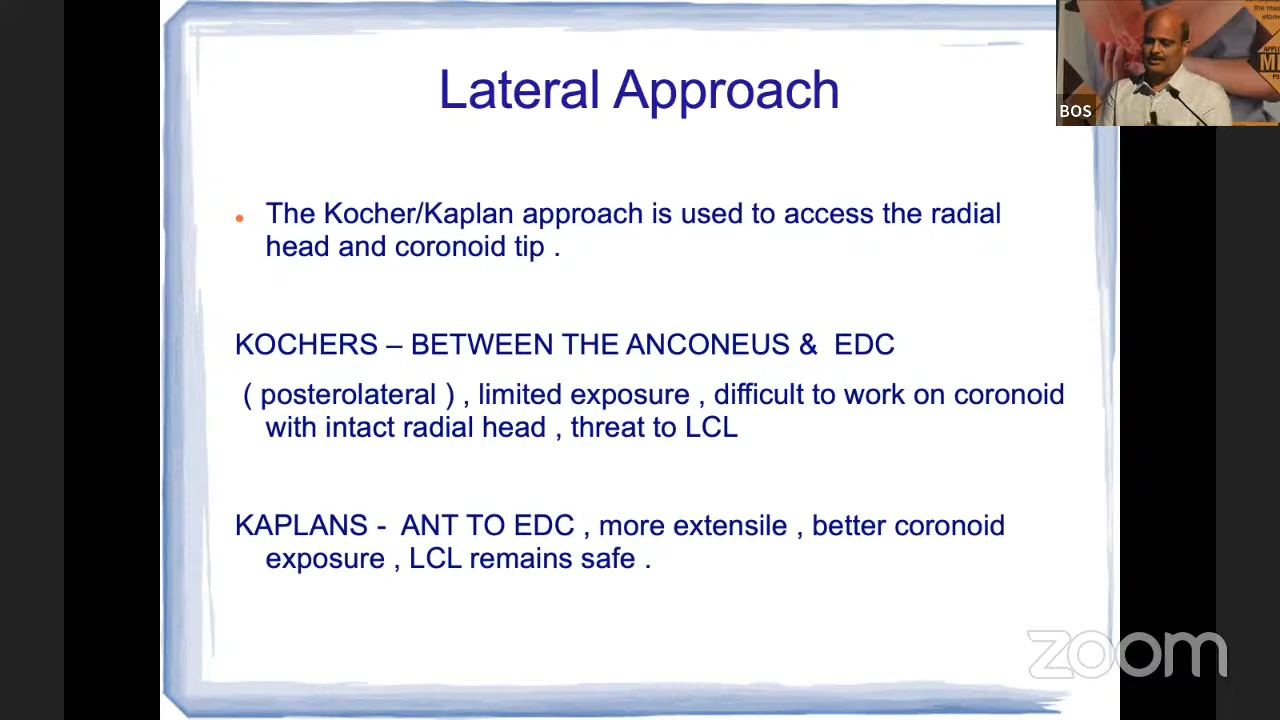 Lateral Approach
• The Kocher/Kaplan approach is used to access the radial
head and coronoid tip .
KOCHERS – BETWEEN THE ANCONEUS & EDC
( posterolateral ) , limited exposure , difficult to work on coronoid
with intact radial head , threat to LCL
KAPLANS - ANT TO EDC , more extensile , better coronoid
exposure , LCL remains safe .
BOS
zoom